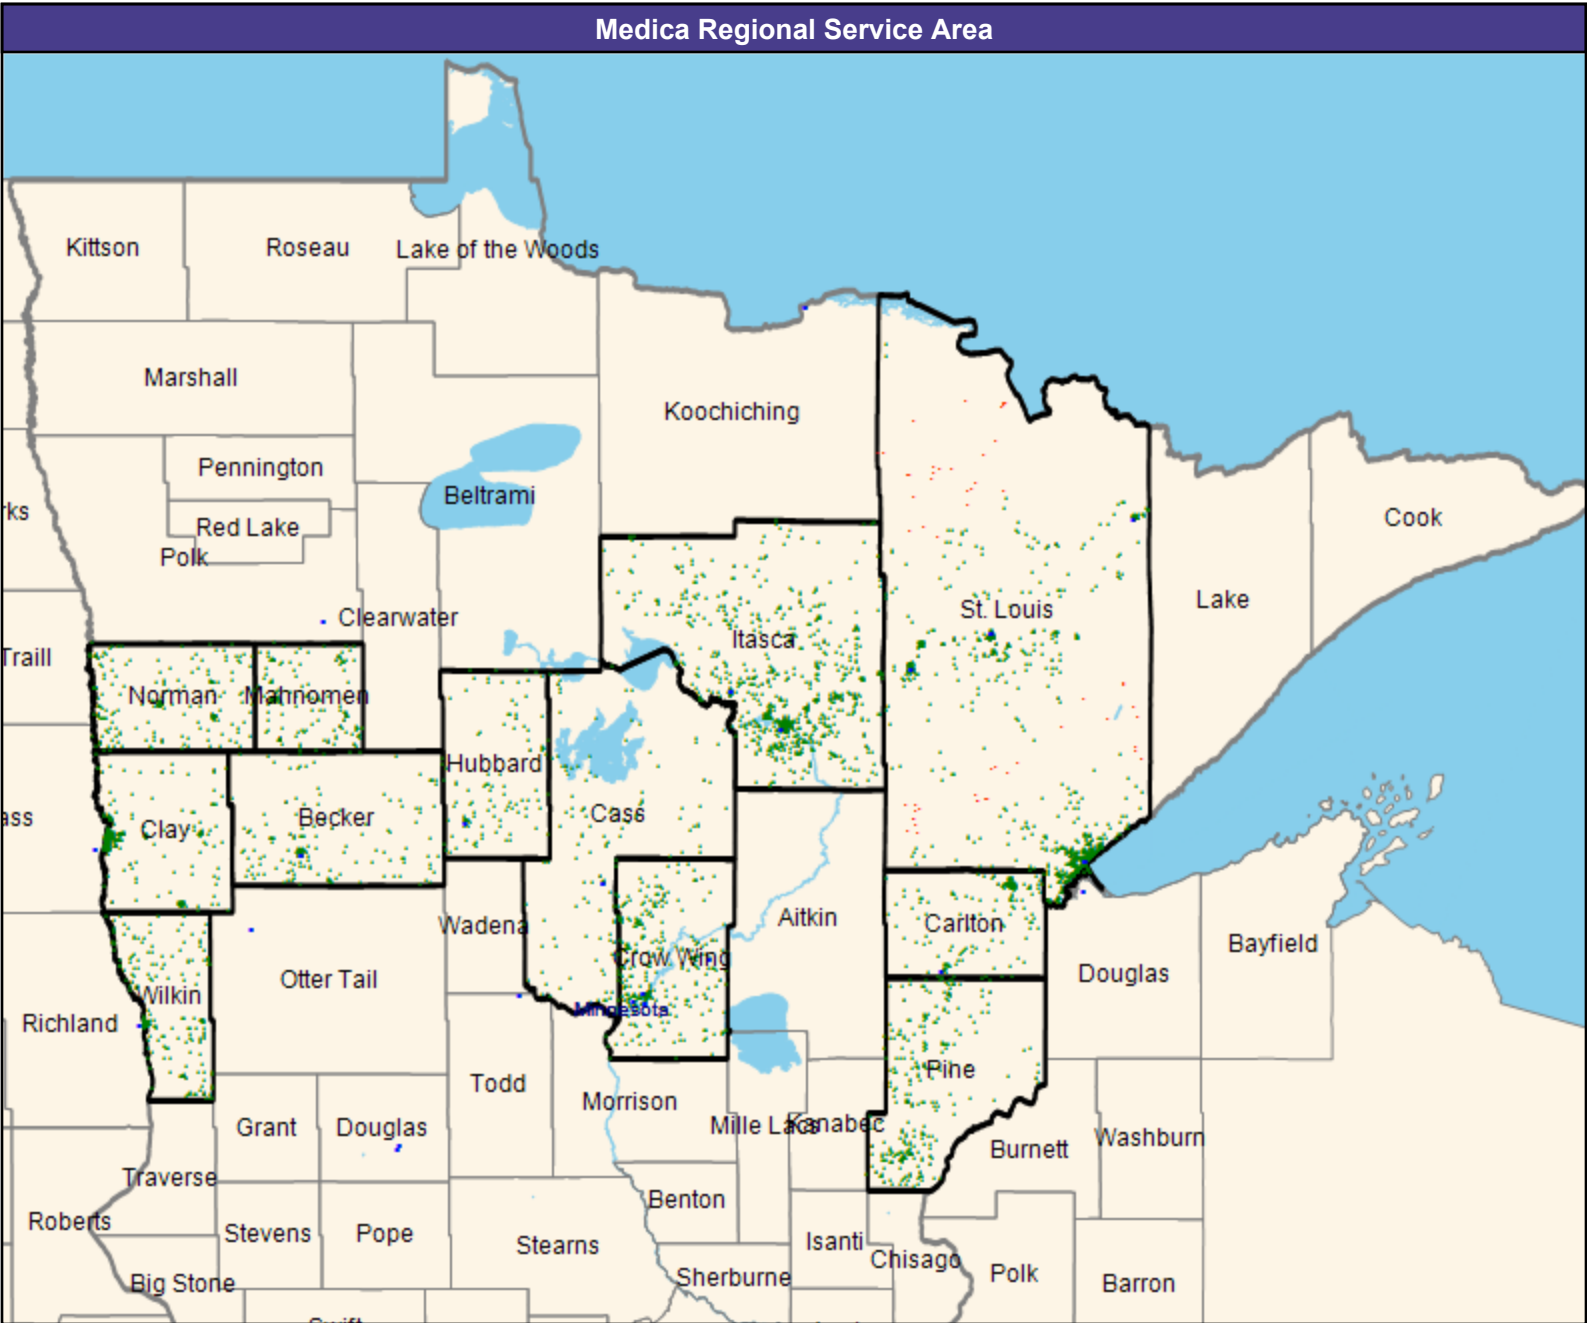 Medica Regional Service Area
Kittson
Roseau
Lake of the Woods
Marshall
Koochiching
Pennington
Beltrami
rks
Red Lake
Cook
Polk
Clearwater
St. Louis
Lake
Itasca
Traill
Norman
Mahnomen
Hubbard
Cass
ass
Clay
Becker
Aitkin
Wadena
Carlton
Crow Wing
Bayfield
Otter Tail
Douglas
Wilkin
Minnesota
Richland
Pine
Todd
Morrison
Grant
Douglas
Mille Lacs
Kanabec
Burnett
Washburn
Traverse
Benton
Roberts
Stevens
Pope
Stearns
Isanti
Chisago
Sherburne
Polk
Big Stone
Barron